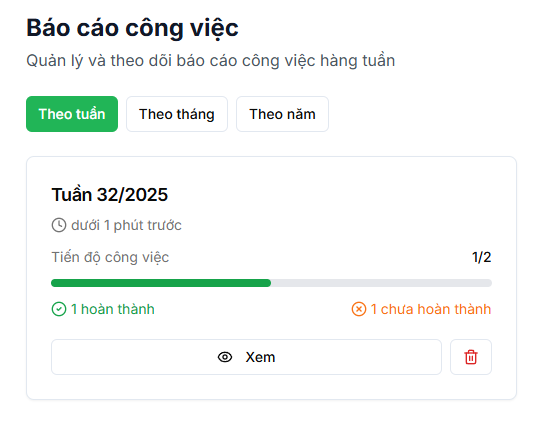 Báo cáo công việc
Quản lý và theo dõi báo cáo công việc hàng tuần
Theo tuần Theo tháng Theo năm
Tuần 32/2025
dưới 1 phút trước
Tiến độ công việc 1/2
1 hoàn thành 1 chưa hoàn thành
Xem